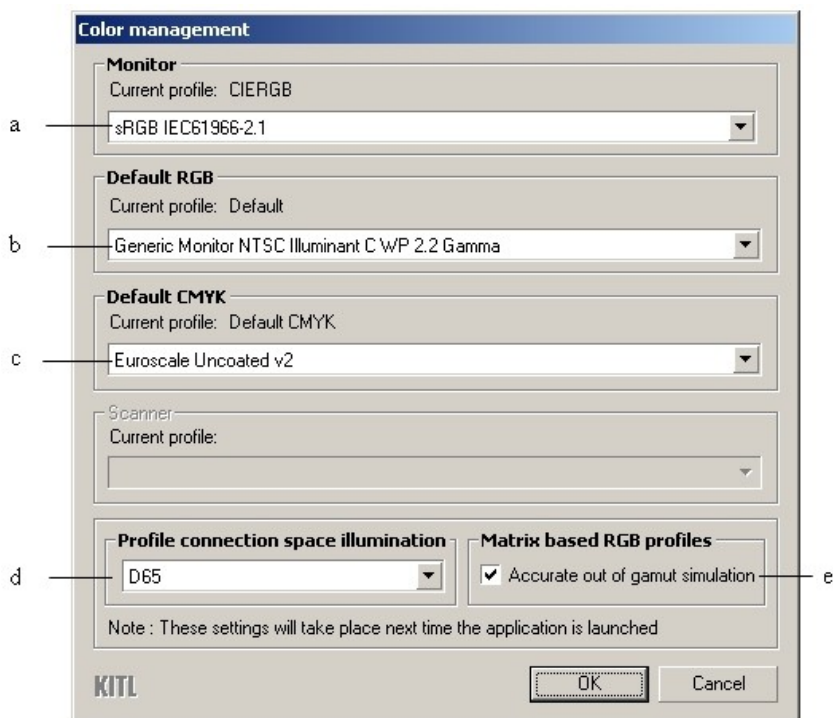 Color management
Monitor
Current profile: CIERGB
a
sRGB IEC61966-2.1
Default RGB
Current profile: Default
b
Generic Monitor NTSC Illuminant C WP 2.2 Gamma
Default CMYK
Current profile: Default CMYK
c
Euroscale Uncoated v2
Scanner
Current profile:
Profile connection space illumination
Matrix based RGB profiles
d
D65
Accurate out of gamut simulation
e
Note : These settings will take place next time the application is launched
KITL
OK
Cancel